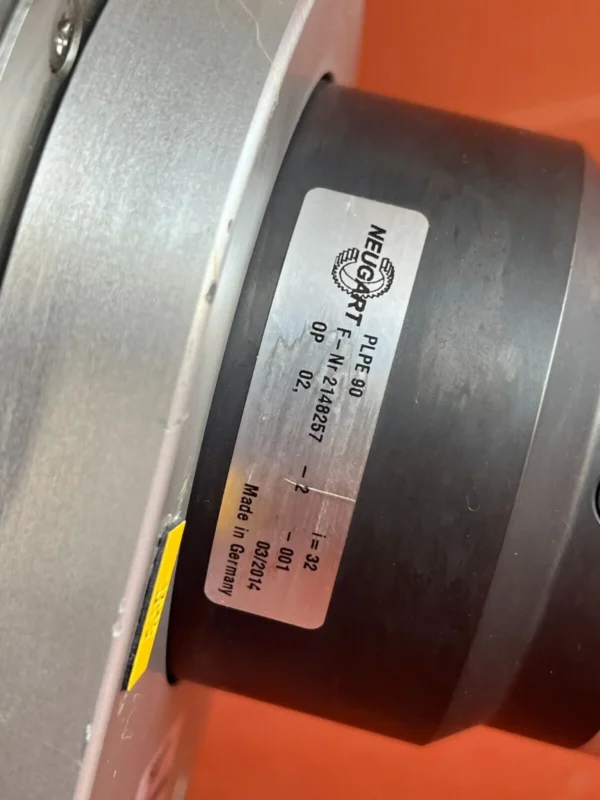 NEUGART
PLPE 90 i = 32
F-Nr 2148257 - 2 - 001
OP 02, 03/2014
Made in Germany